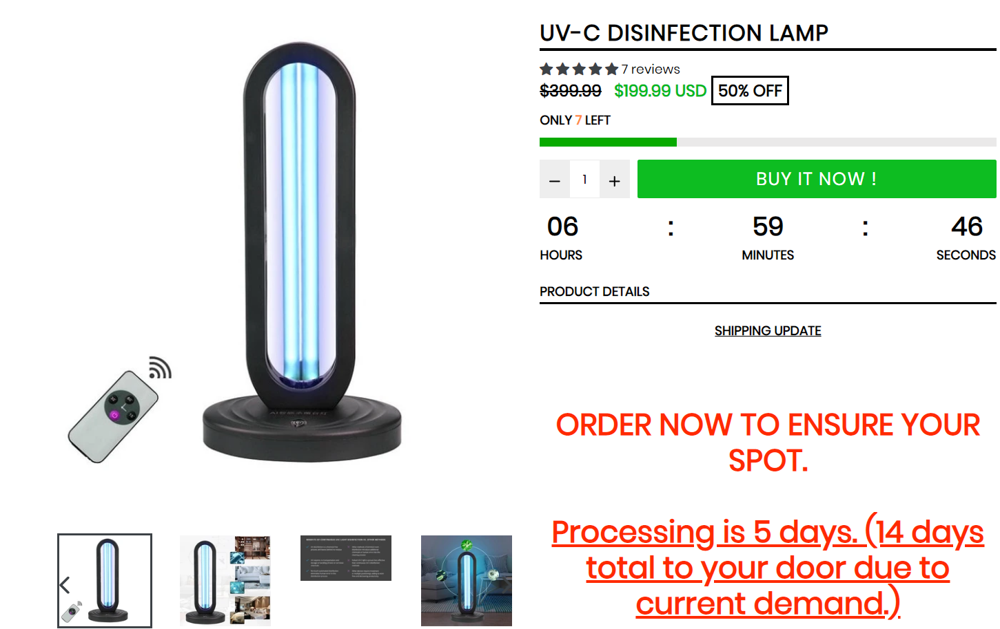 UV-C DISINFECTION LAMP
7 reviews
$399.99 $199.99 USD 50% OFF
ONLY 7 LEFT
− 1 + BUY IT NOW !
06 : 59 : 46
HOURS MINUTES SECONDS
PRODUCT DETAILS
SHIPPING UPDATE
ORDER NOW TO ENSURE YOUR
SPOT.
Processing is 5 days. (14 days
total to your door due to
current demand.)